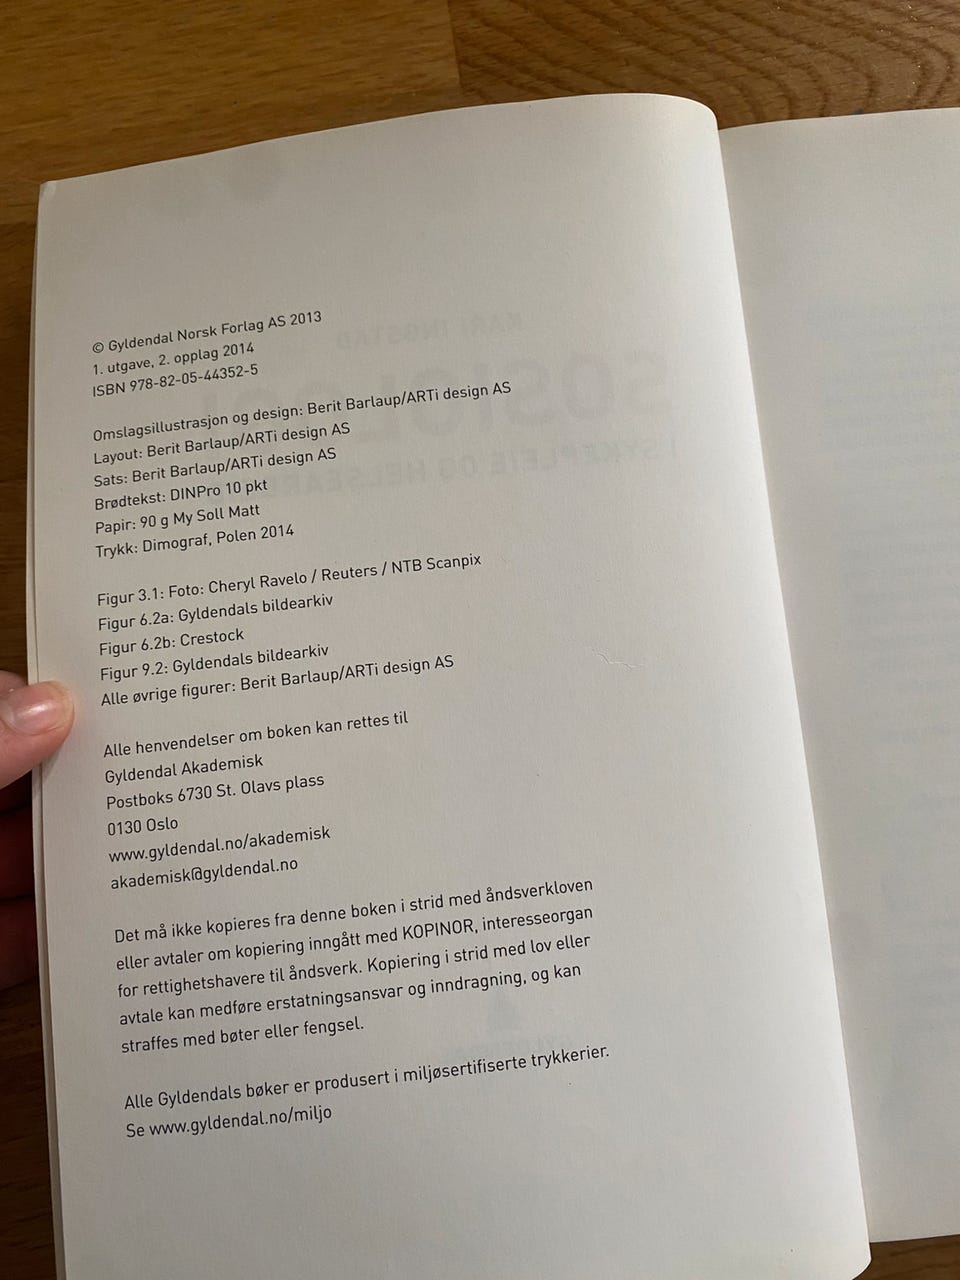 © Gyldendal Norsk Forlag AS 2013
1. utgave, 2. opplag 2014
ISBN 978-82-05-44352-5
Omslagsillustrasjon og design: Berit Barlaup/ARTi design AS
Layout: Berit Barlaup/ARTi design AS
Sats: Berit Barlaup/ARTi design AS
Brødtekst: DINPro 10 pkt
Papir: 90 g My Soll Matt
Trykk: Dimograf, Polen 2014
Figur 3.1: Foto: Cheryl Ravelo / Reuters / NTB Scanpix
Figur 6.2a: Gyldendals bildearkiv
Figur 6.2b: Crestock
Figur 9.2: Gyldendals bildearkiv
Alle øvrige figurer: Berit Barlaup/ARTi design AS
Alle henvendelser om boken kan rettes til
Gyldendal Akademisk
Postboks 6730 St. Olavs plass
0130 Oslo
www.gyldendal.no/akademisk
akademisk@gyldendal.no
Det må ikke kopieres fra denne boken i strid med åndsverkloven
eller avtaler om kopiering inngått med KOPINOR, interesseorgan
for rettighetshavere til åndsverk. Kopiering i strid med lov eller
avtale kan medføre erstatningsansvar og inndragning, og kan
straffes med bøter eller fengsel.
Alle Gyldendals bøker er produsert i miljøsertifiserte trykkerier.
Se www.gyldendal.no/miljo